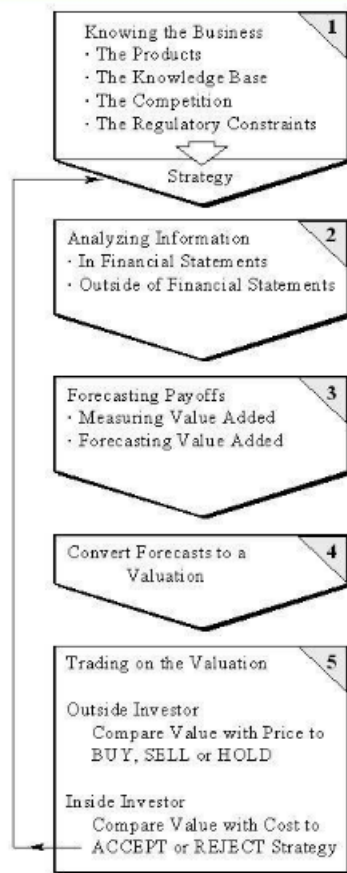 1
Knowing the Business
· The Products
· The Knowledge Base
· The Competition
· The Regulatory Constraints
Strategy
2
Analyzing Information
· In Financial Statements
· Outside of Financial Statements
3
Forecasting Payoffs
· Measuring Value Added
· Forecasting Value Added
4
Convert Forecasts to a
Valuation
5
Trading on the Valuation
Outside Investor
Compare Value with Price to
BUY, SELL or HOLD
Inside Investor
Compare Value with Cost to
ACCEPT or REJECT Strategy